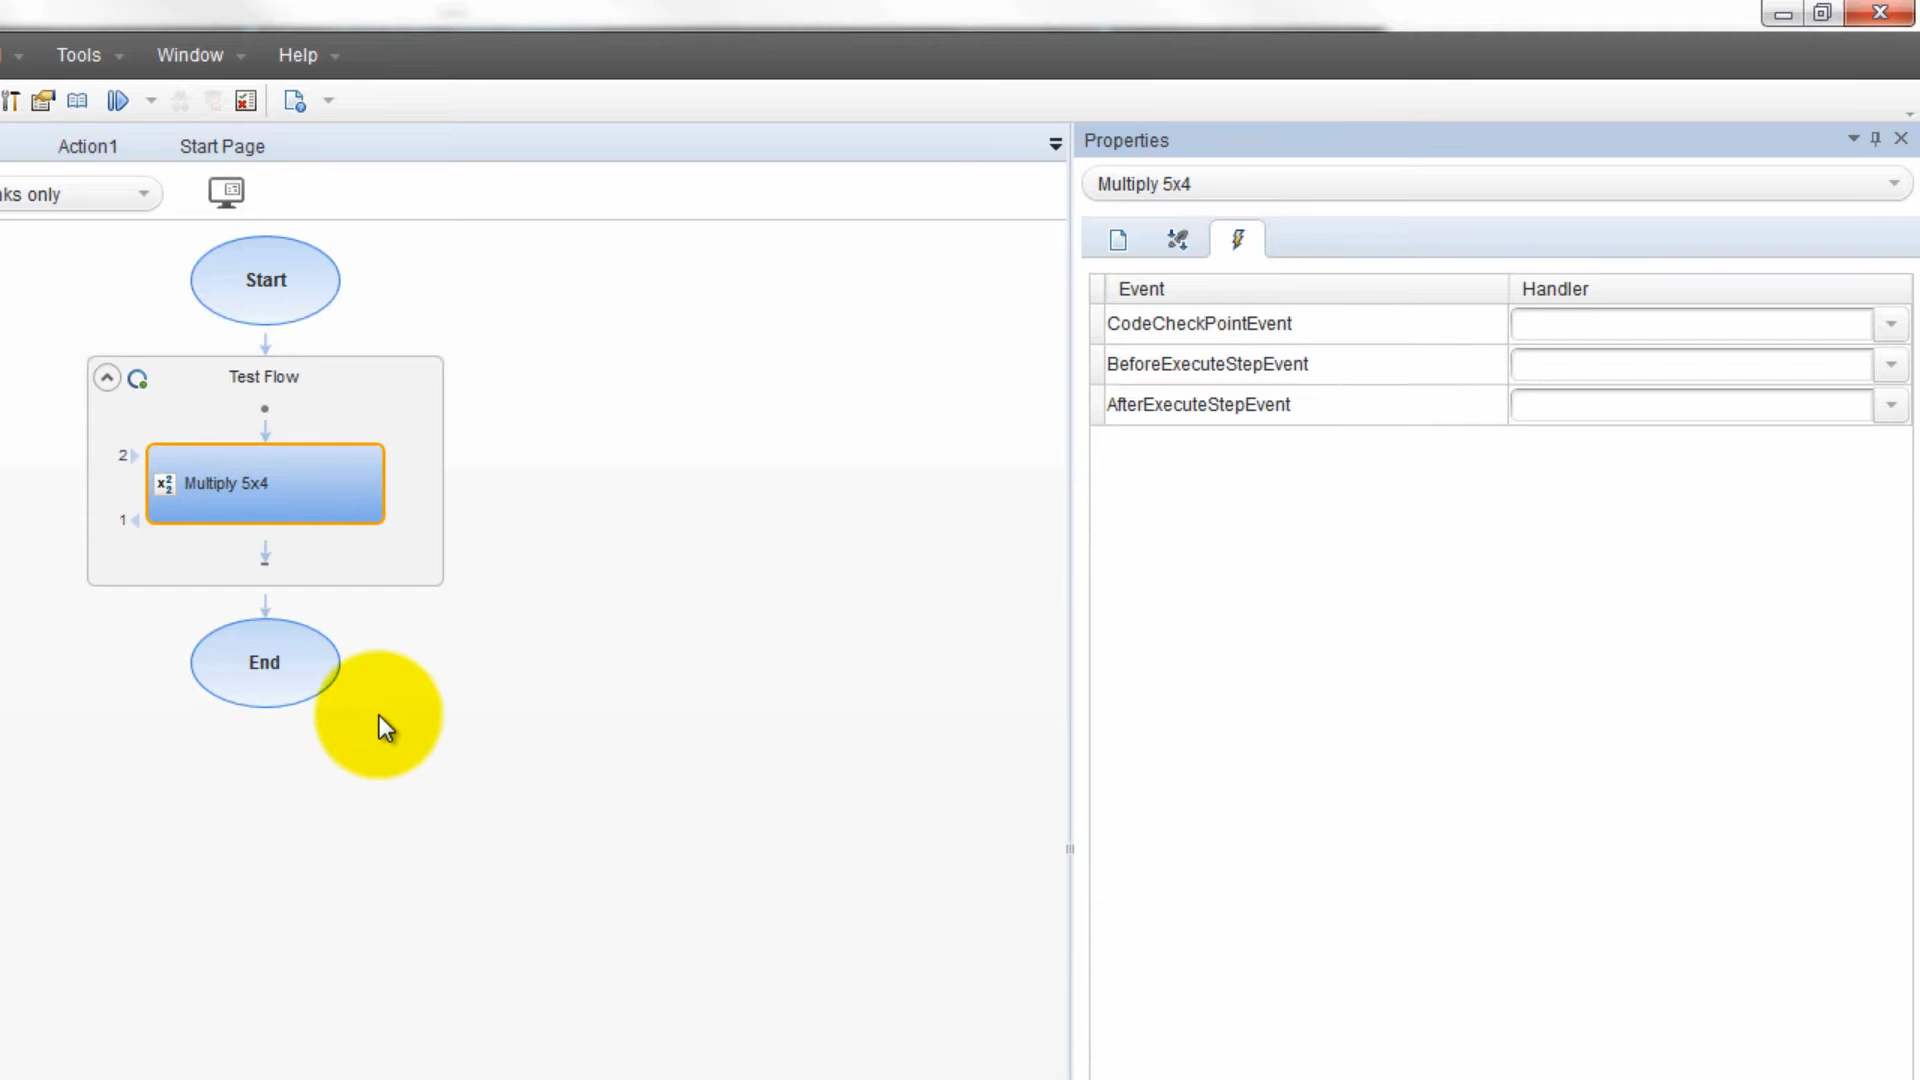 Tools Window Help
Action1 Start Page
Properties
ks only
Multiply 5x4
Start
Event Handler
CodeCheckPointEvent
BeforeExecuteStepEvent
AfterExecuteStepEvent
Test Flow
2
Multiply 5x4
1
End